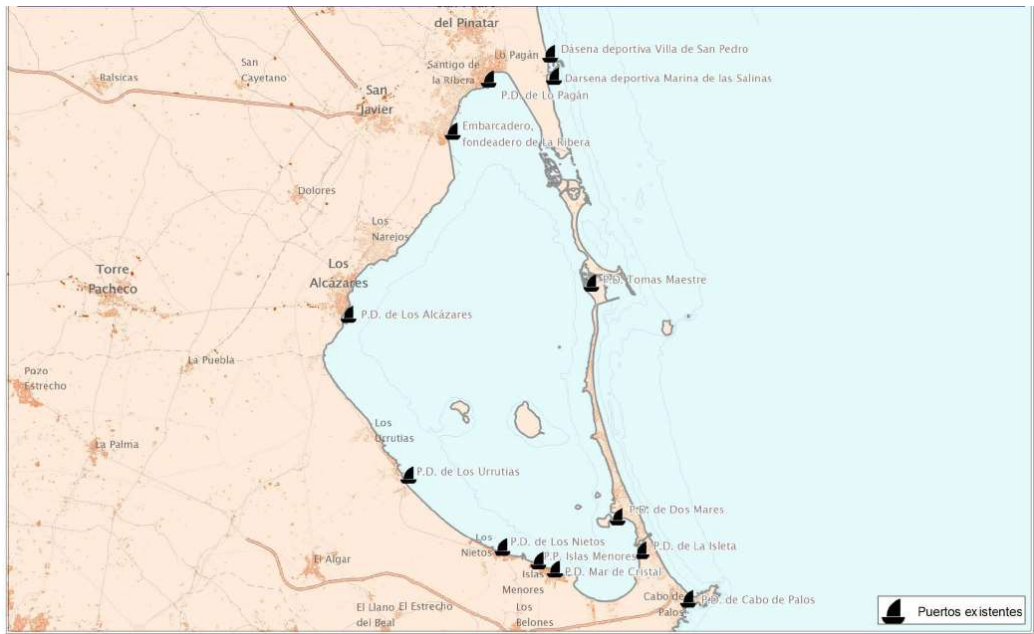 del Pinatar
Lo Pagán
Dásena deportiva Villa de San Pedro
Balsicas
San
Cayetano
Santigo de
la Ribera
Darsena deportiva Marina de las Salinas
P.D. de Lo Pagán
San
Javier
Embarcadero,
fondeadero de La Ribera
Dolores
Los
Narejos
Torre
Pacheco
Los
Alcázares
P.D. Tomas Maestre
P.D. de Los Alcázares
La Puebla
Pozo
Estrecho
Los
Urrutias
La Palma
P.D. de Los Urrutias
P.D. de Dos Mares
Los
Nietos
P.D. de Los Nietos
P.D. de La Isleta
P.P. Islas Menores
El Algar
P.D. Mar de Cristal
Islas
Menores
Cabo de
Palos
P.D. de Cabo de Palos
El Llano
del Beal
El Estrecho
Los
Belones
Puertos existentes